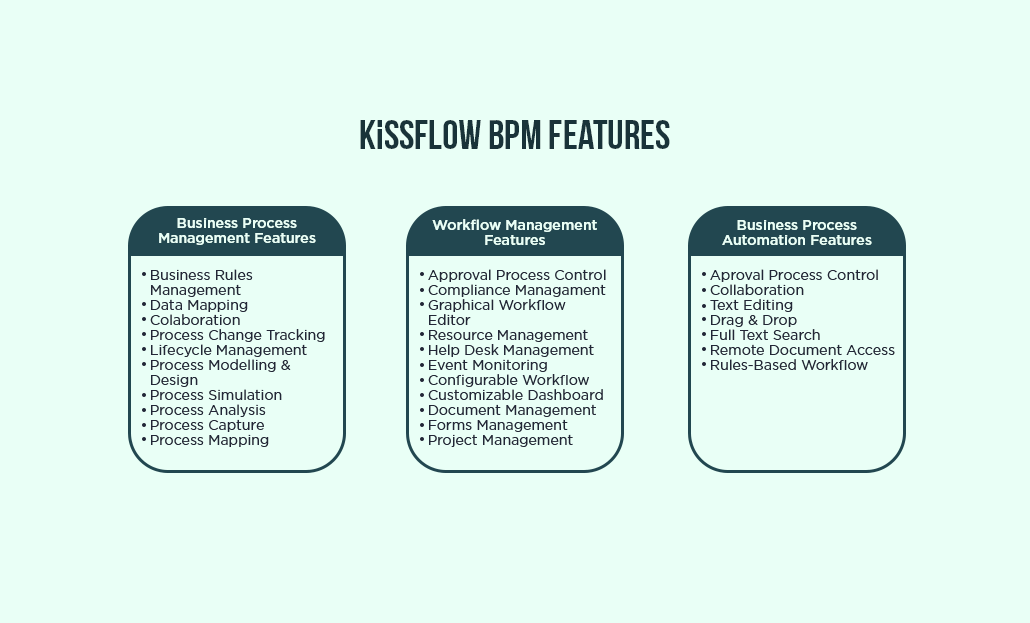 KiSSFLOW BPM FEATURES
Business Process
Management Features
• Business Rules
Management
• Data Mapping
• Colaboration
• Process Change Tracking
• Lifecycle Management
• Process Modelling &
Design
• Process Simulation
• Process Analysis
• Process Capture
• Process Mapping
Workflow Management
Features
• Approval Process Control
• Compliance Managament
• Graphical Workflow
Editor
• Resource Management
• Help Desk Management
• Event Monitoring
• Configurable Workflow
• Customizable Dashboard
• Document Management
• Forms Management
• Project Management
Business Process
Automation Features
• Aproval Process Control
• Collaboration
• Text Editing
• Drag & Drop
• Full Text Search
• Remote Document Access
• Rules-Based Workflow